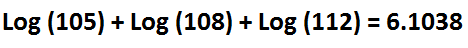 Log (105) + Log (108) + Log (112) = 6.1038